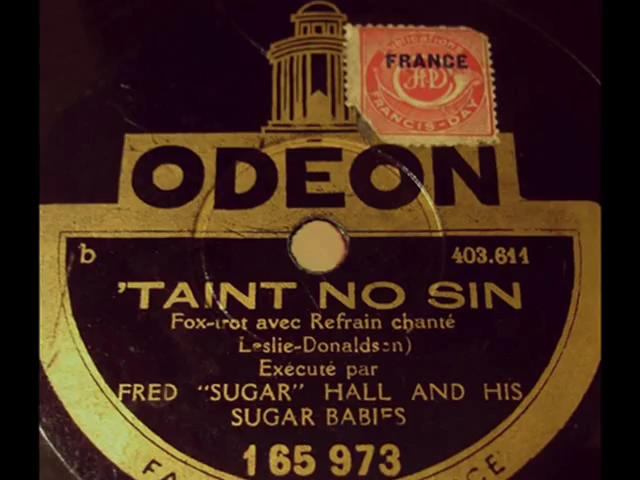 Publications
FRANCE
FRANCIS-DAY
ODEON
b
403.611
'TAINT NO SIN
Fox-trot avec Refrain chanté
Leslie-Donaldson)
Exécuté par
FRED "SUGAR" HALL AND HIS
SUGAR BABIES
165 973